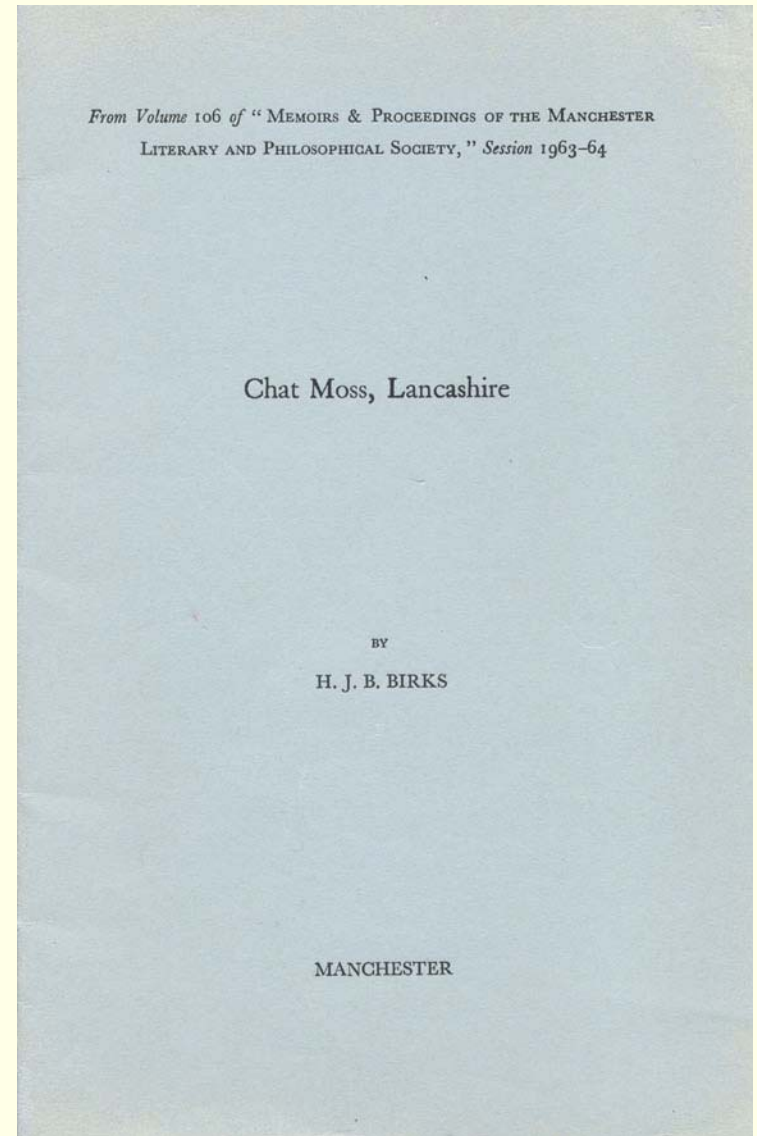 From Volume 106 of “ MEMOIRS & PROCEEDINGS OF THE MANCHESTER
LITERARY AND PHILOSOPHICAL SOCIETY, ” Session 1963–64
Chat Moss, Lancashire
BY
H. J. B. BIRKS
MANCHESTER